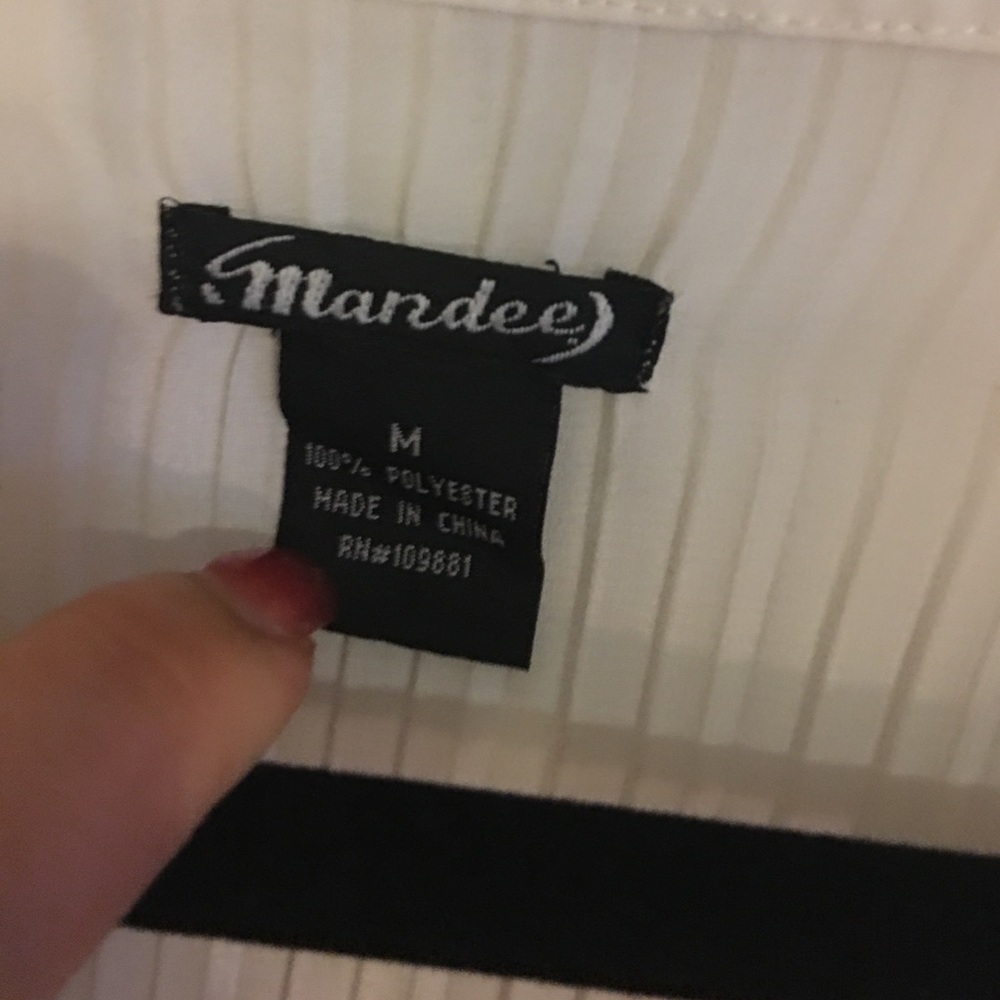 Mandee
M
100% POLYESTER
MADE IN CHINA
RN#109881